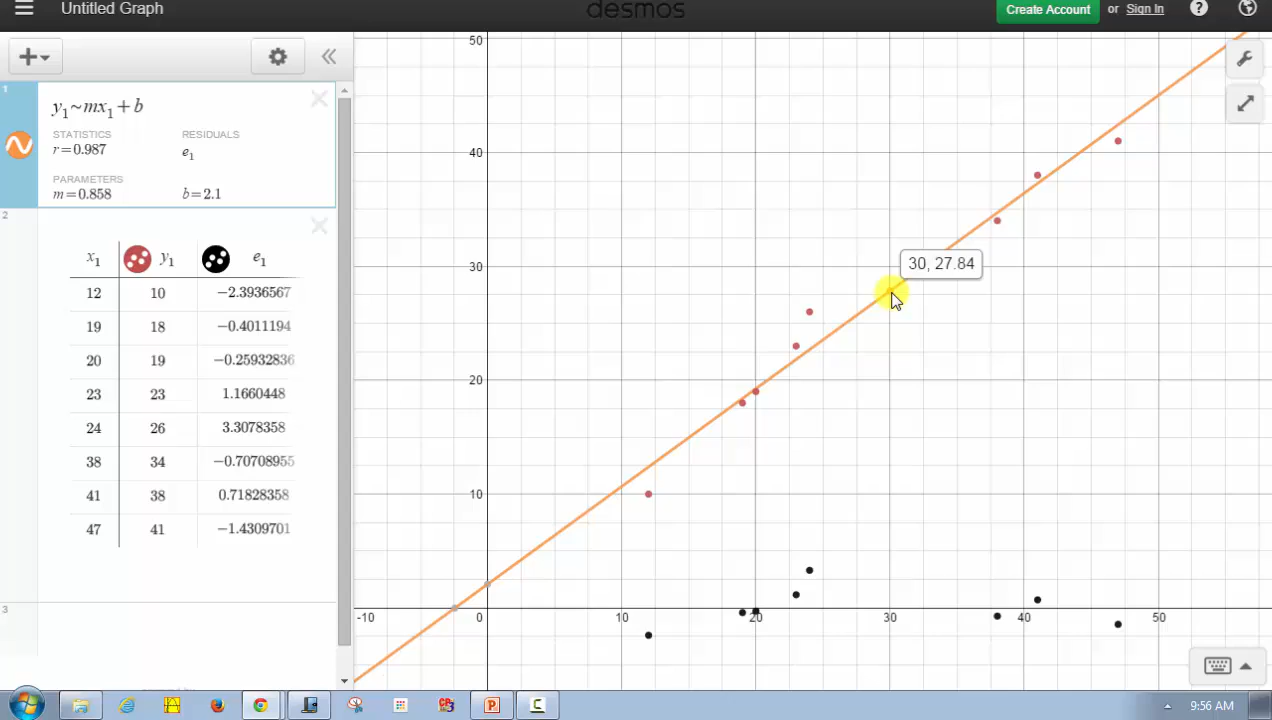 Untitled Graph
desmos
Create Account or Sign In
1
y₁~mx₁+b
STATISTICS RESIDUALS
r=0.987 e₁
PARAMETERS
m=0.858 b=2.1
2
x₁ y₁ e₁
12 10 −2.3936567
19 18 −0.4011194
20 19 −0.25932836
23 23 1.1660448
24 26 3.3078358
38 34 −0.70708955
41 38 0.71828358
47 41 −1.4309701
3
50
40
30
20
10
30, 27.84
-10 0 10 20 30 40 50
9:56 AM